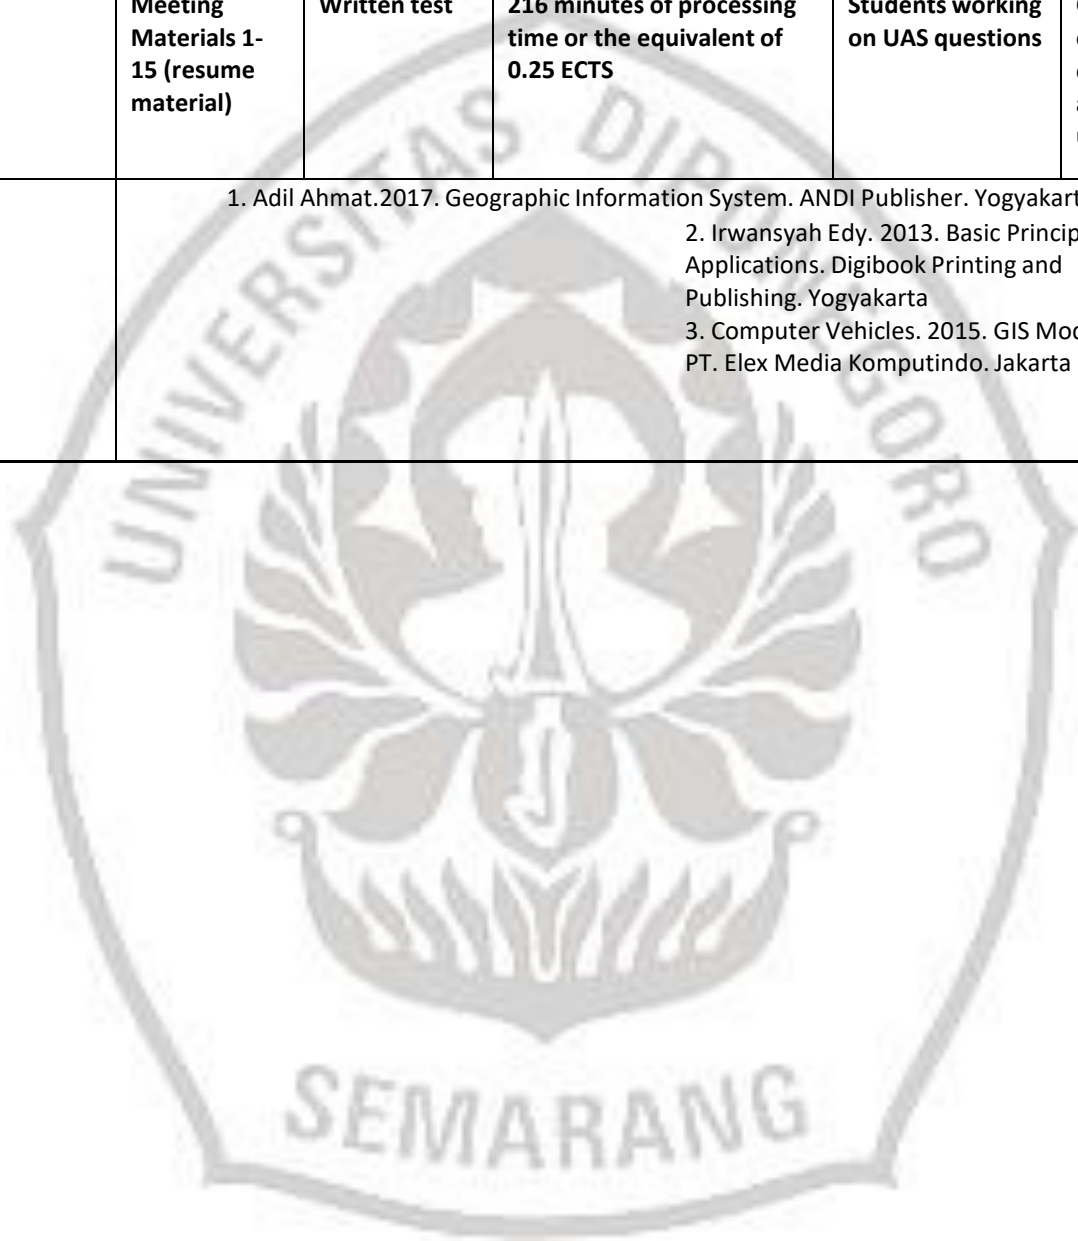 Meeting
Materials 1-
15 (resume
material)
Written test
216 minutes of processing
time or the equivalent of
0.25 ECTS
Students working
on UAS questions
1. Adil Ahmat.2017. Geographic Information System. ANDI Publisher.
2. Irwansyah Edy. 2013. Basic
Applications. Digibook Printing and
Publishing. Yogyakarta
3. Computer Vehicles. 2015. GIS
PT. Elex Media Komputindo. Jakarta
UNIVERSITAS DIPONEGORO
SEMARANG